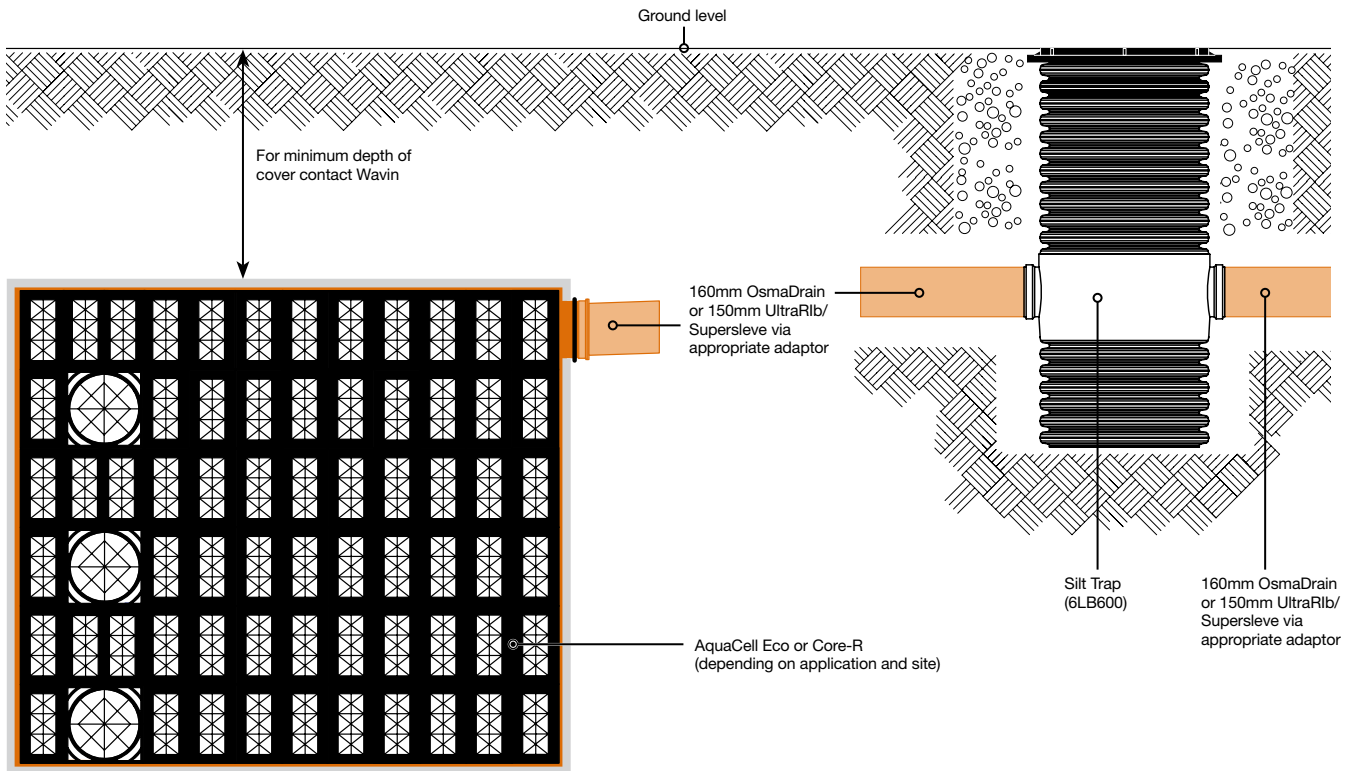 Ground level
For minimum depth of
cover contact Wavin
160mm OsmaDrain
or 150mm UltraRIb/
Supersleve via
appropriate adaptor
Silt Trap
(6LB600)
160mm OsmaDrain
or 150mm UltraRIb/
Supersleve via
appropriate adaptor
AquaCell Eco or Core-R
(depending on application and site)